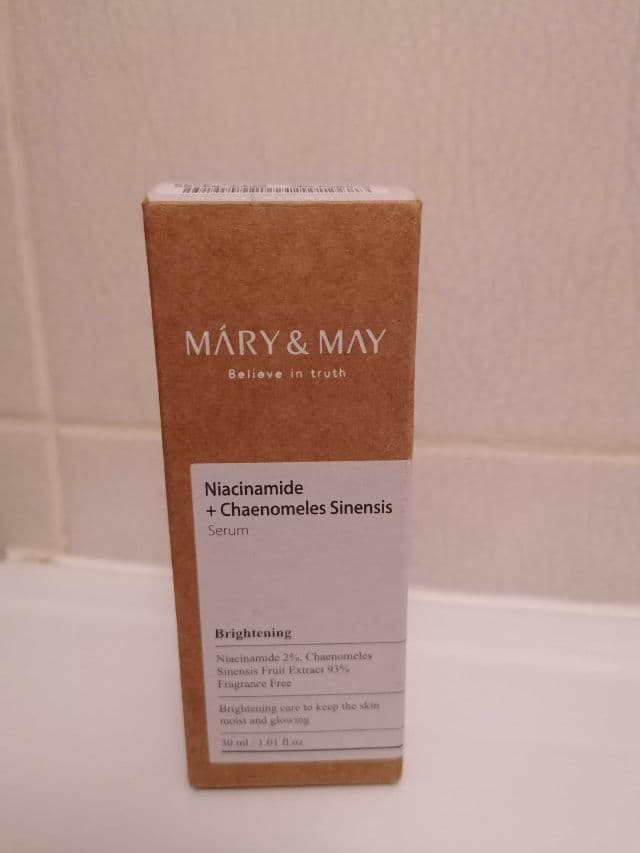 MÁRY & MAY
Believe in truth
Niacinamide
+ Chaenomeles Sinensis
Serum
Brightening
Niacinamide 2%, Chaenomeles
Sinensis Fruit Extract 93%
Fragrance Free
Brightening care to keep the skin
moist and glowing
30 ml / 1.01 fl.oz